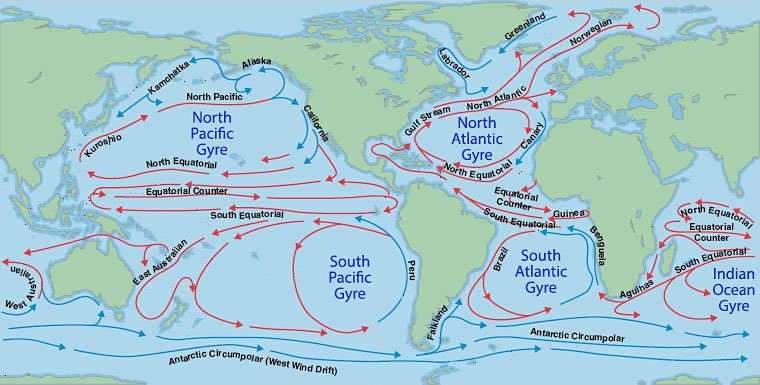 Greenland
Norwegian
Labrador
Alaska
Kamchatka
North Pacific
California
North
Pacific
Gyre
Kuroshio
Gulf Stream
North Atlantic
North
Atlantic
Gyre
Canary
North Equatorial
North Equatorial
Equatorial Counter
South Equatorial
Equatorial
Counter
Guinea
South Equatorial
North Equatorial
Equatorial
Counter
South Equatorial
East Australian
West Australian
South
Pacific
Gyre
Peru
Brazil
South
Atlantic
Gyre
Benguela
Agulhas
Indian
Ocean
Gyre
Falkland
Antarctic Circumpolar
Antarctic Circumpolar (West Wind Drift)